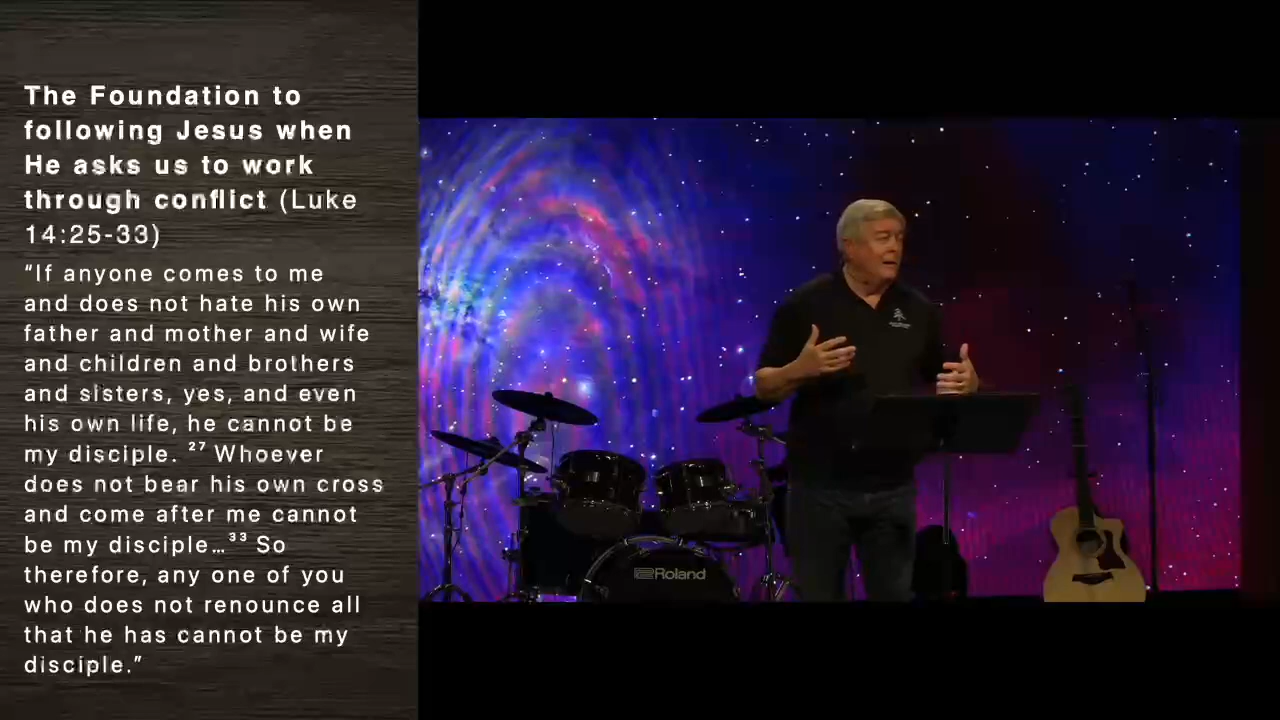 The Foundation to
following Jesus when
He asks us to work
through conflict (Luke
14:25-33)
“If anyone comes to me
and does not hate his own
father and mother and wife
and children and brothers
and sisters, yes, and even
his own life, he cannot be
my disciple. ²⁷ Whoever
does not bear his own cross
and come after me cannot
be my disciple…³³ So
therefore, any one of you
who does not renounce all
that he has cannot be my
disciple.”
Roland